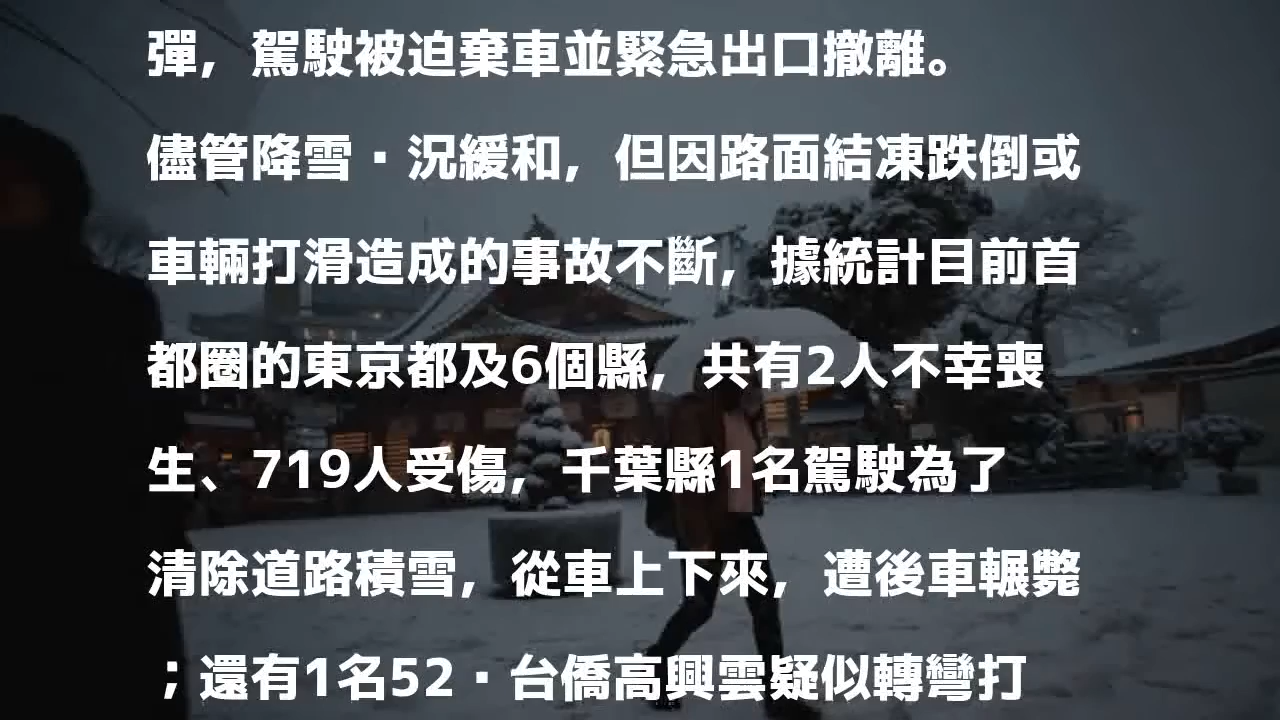 彈，駕駛被迫棄車並緊急出口撤離。
儘管降雪·況緩和，但因路面結凍跌倒或
車輛打滑造成的事故不斷，據統計目前首
都圈的東京都及6個縣，共有2人不幸喪
生、719人受傷，千葉縣1名駕駛為了
清除道路積雪，從車上下來，遭後車輾斃
；還有1名52·台僑高興雲疑似轉彎打